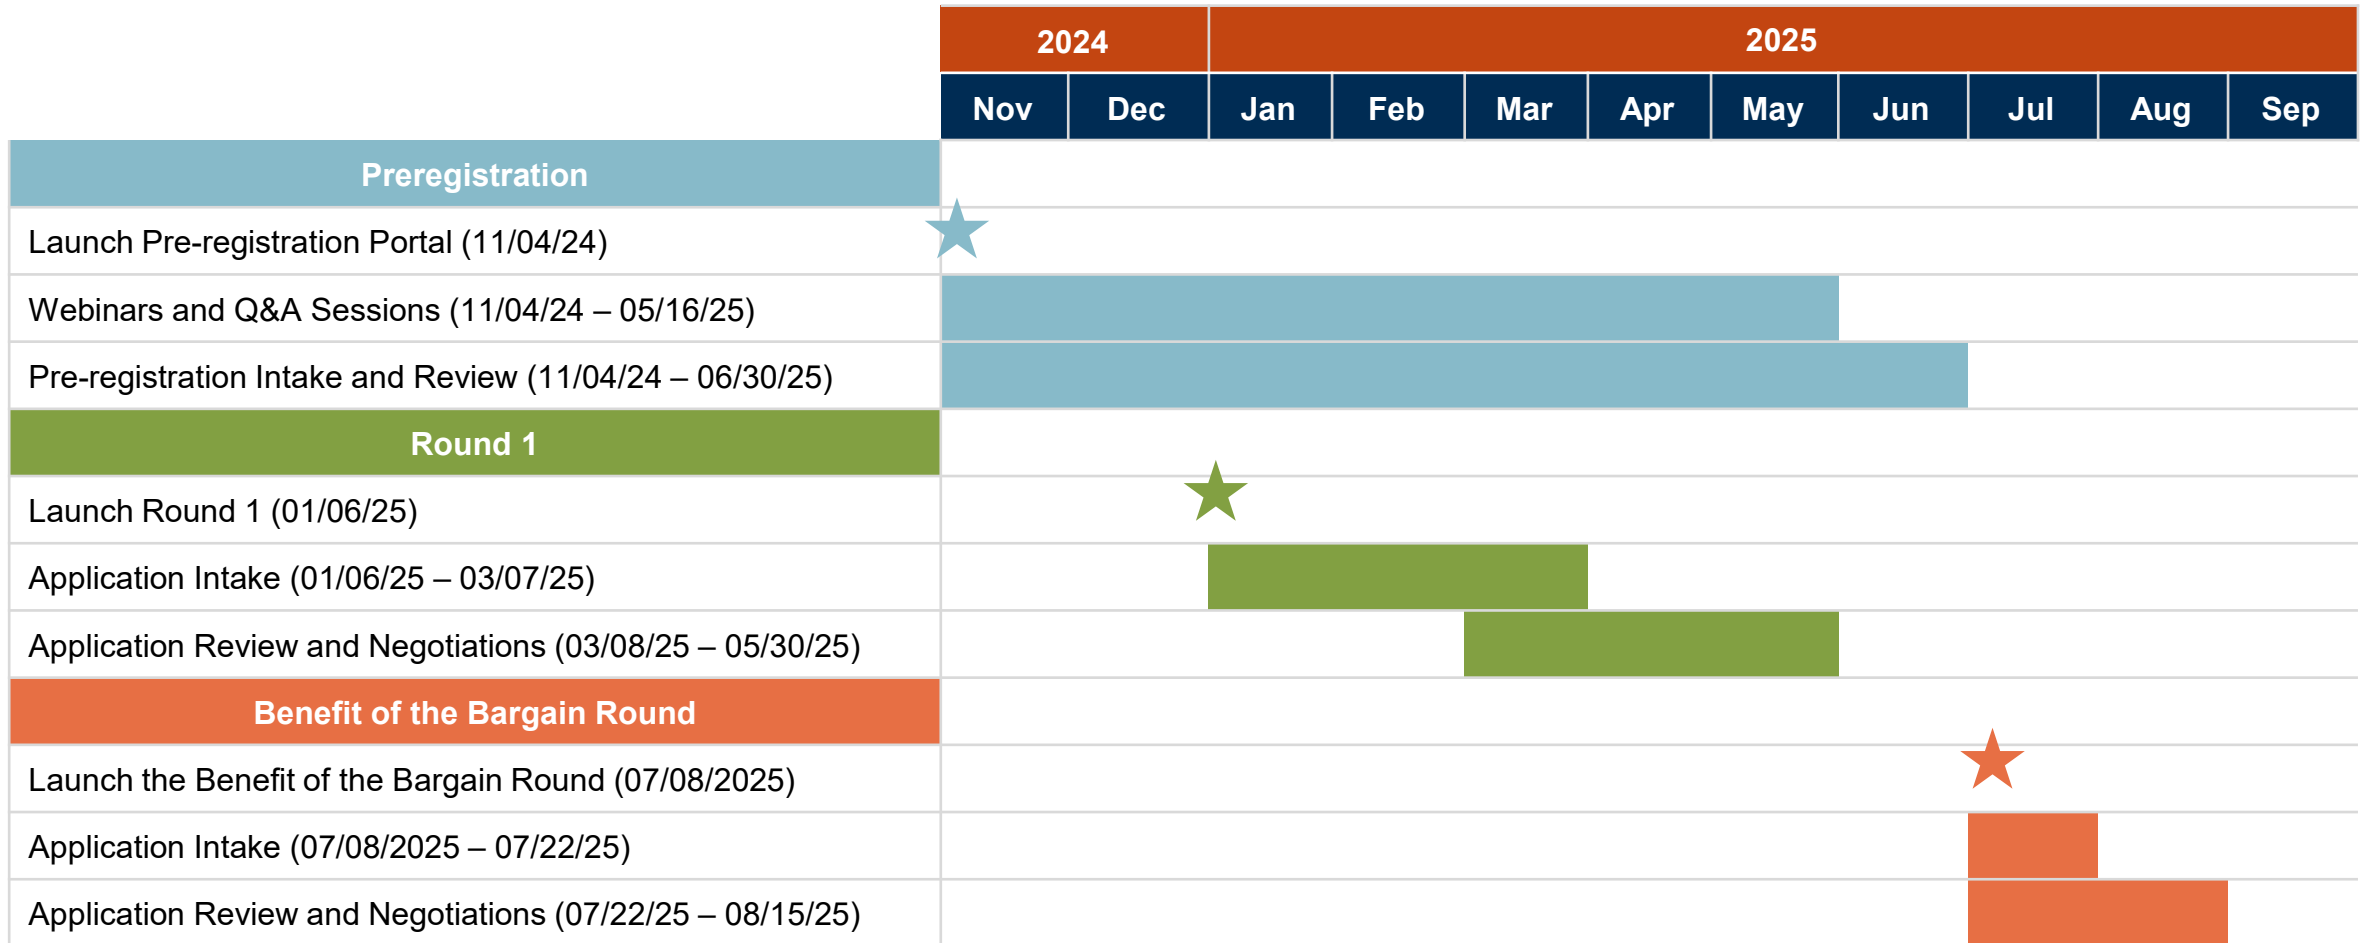 2024 2025
Nov Dec Jan Feb Mar Apr May Jun Jul Aug Sep
Preregistration
Launch Pre-registration Portal (11/04/24)
Webinars and Q&A Sessions (11/04/24 – 05/16/25)
Pre-registration Intake and Review (11/04/24 – 06/30/25)
Round 1
Launch Round 1 (01/06/25)
Application Intake (01/06/25 – 03/07/25)
Application Review and Negotiations (03/08/25 – 05/30/25)
Benefit of the Bargain Round
Launch the Benefit of the Bargain Round (07/08/2025)
Application Intake (07/08/2025 – 07/22/25)
Application Review and Negotiations (07/22/25 – 08/15/25)